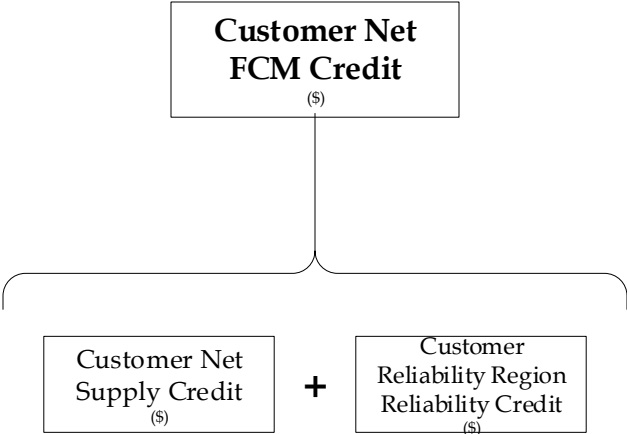 Customer Net
FCM Credit
($)
Customer Net
Supply Credit
($)
+
Customer
Reliability Region
Reliability Credit
($)